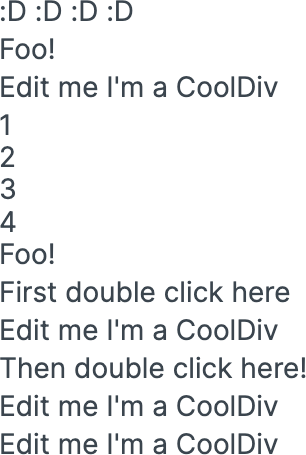 :D :D :D :D
Foo!
Edit me I'm a CoolDiv
1
2
3
4
Foo!
First double click here
Edit me I'm a CoolDiv
Then double click here!
Edit me I'm a CoolDiv
Edit me I'm a CoolDiv